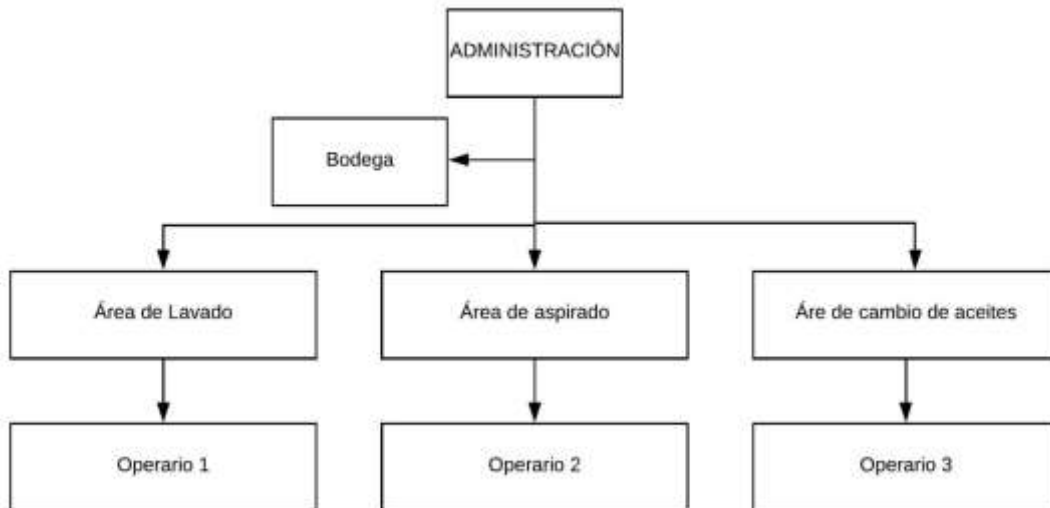 ADMINISTRACIÓN
Bodega
Área de Lavado
Área de aspirado
Áre de cambio de aceites
Operario 1
Operario 2
Operario 3